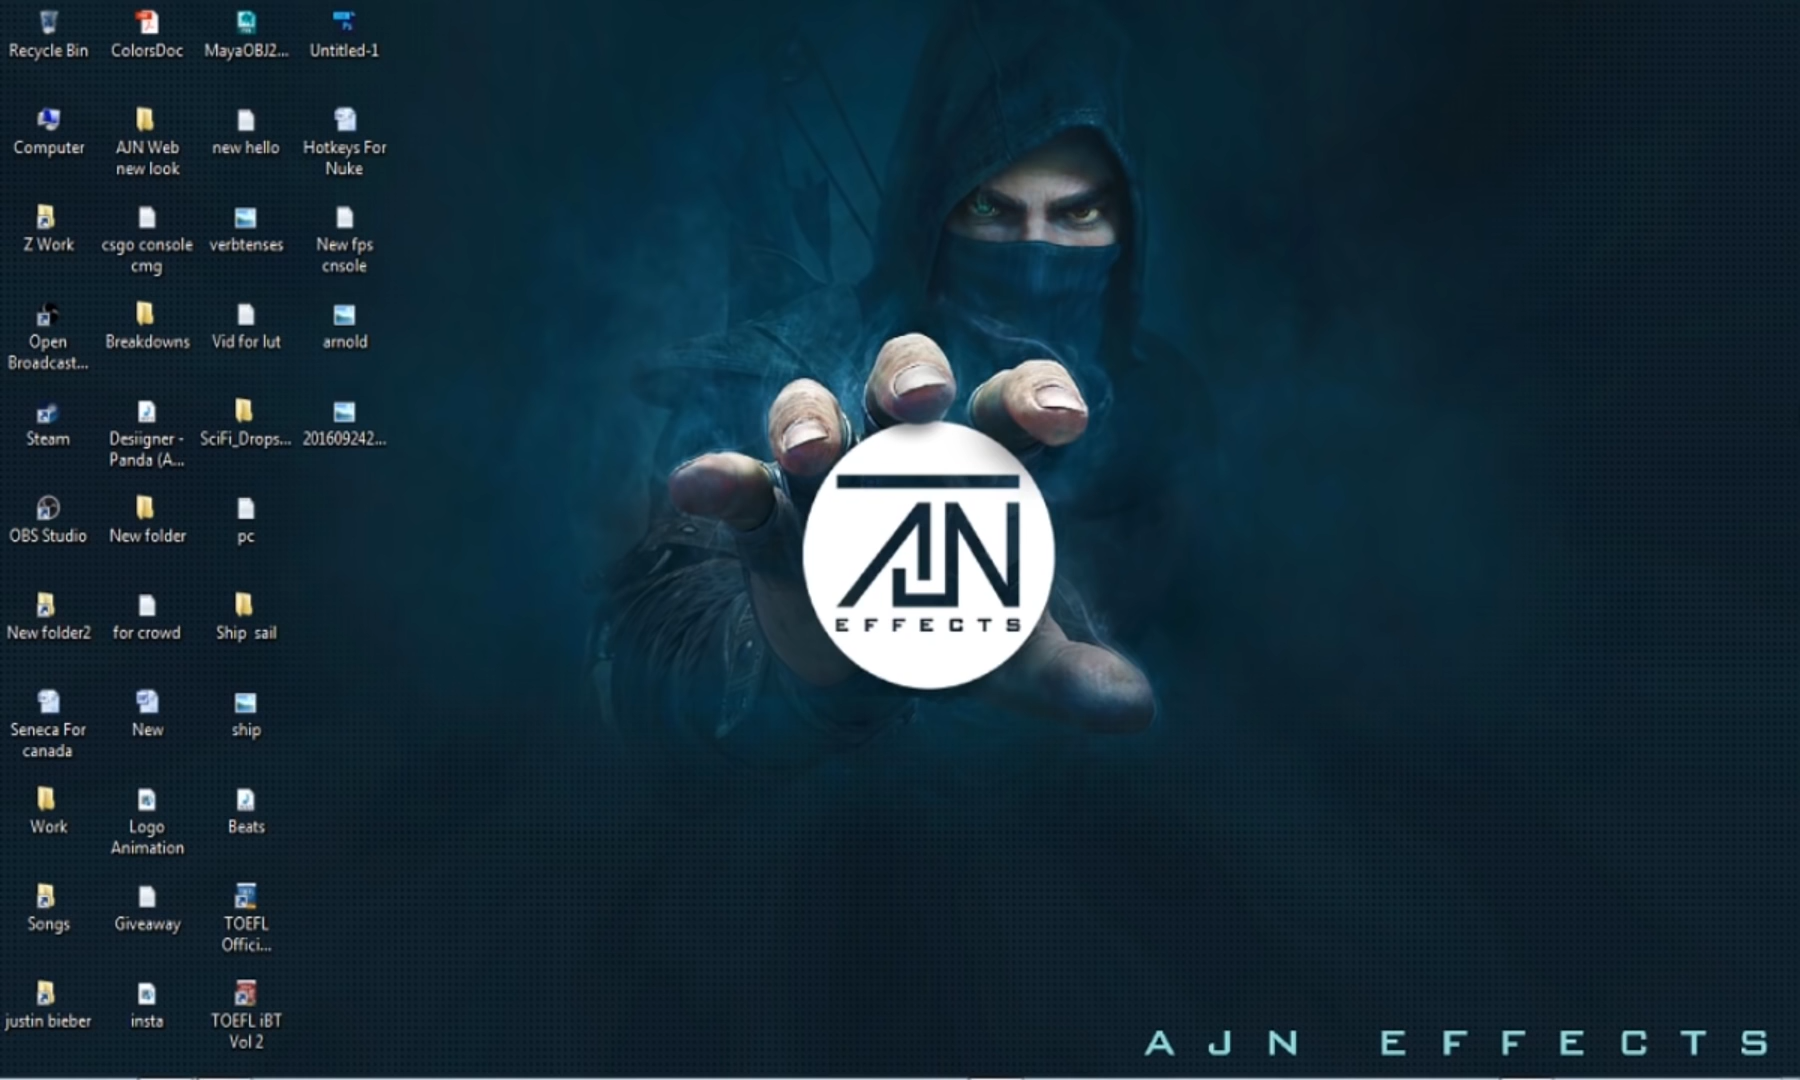 Recycle Bin
ColorsDoc
MayaOBJ2...
Untitled-1
Computer
AJN Web
new look
new hello
Hotkeys For
Nuke
Z Work
csgo console
cmg
verbtenses
New fps
cnsole
Open
Broadcast...
Breakdowns
Vid for lut
arnold
Steam
Desiigner -
Panda (A...
SciFi_Drops...
201609242...
OBS Studio
New folder
pc
New folder2
for crowd
Ship sail
Seneca For
canada
New
ship
Work
Logo
Animation
Beats
Songs
Giveaway
TOEFL
Offici...
justin bieber
insta
TOEFL iBT
Vol 2
AJN
EFFECTS
AJN EFFECTS